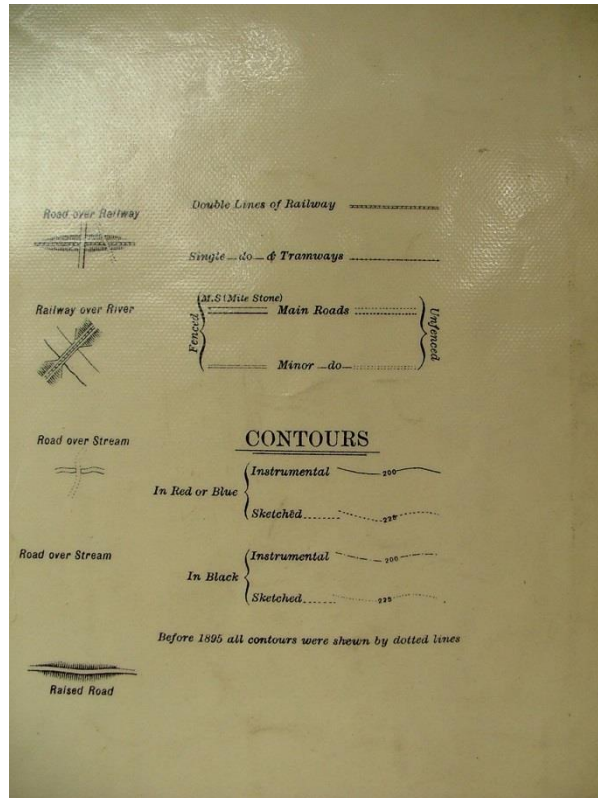 Double Lines of Railway
Road over Railway
Single do & Tramways
(M.S! Mile Stone)
Railway over River
Main Roads
Fenced
Unfenced
Minor do
CONTOURS
Road over Stream
Instrumental 200
In Red or Blue
Sketched 225
Road over Stream
Instrumental 200
In Black
Sketched 225
Before 1895 all contours were shewn by dotted lines
Raised Road